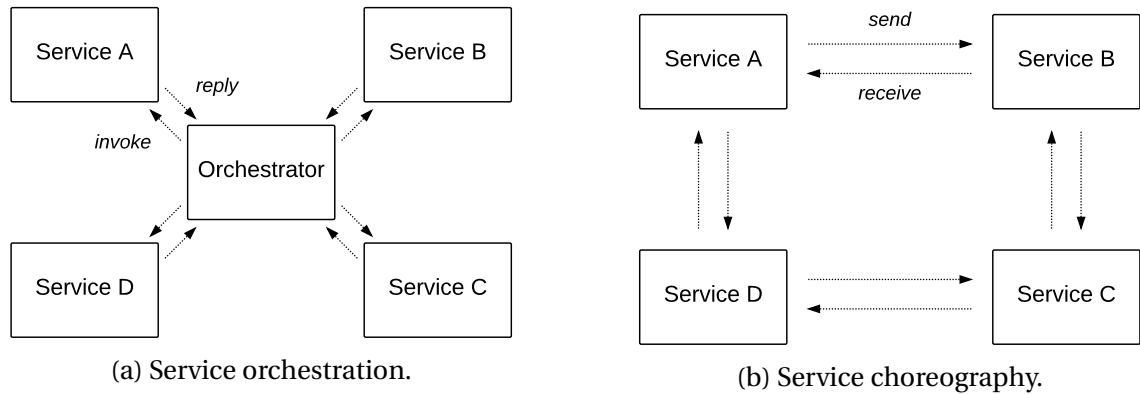 Service A
Service B
reply
invoke
Orchestrator
Service D
Service C
(a) Service orchestration.
send
Service A
Service B
receive
Service D
Service C
(b) Service choreography.